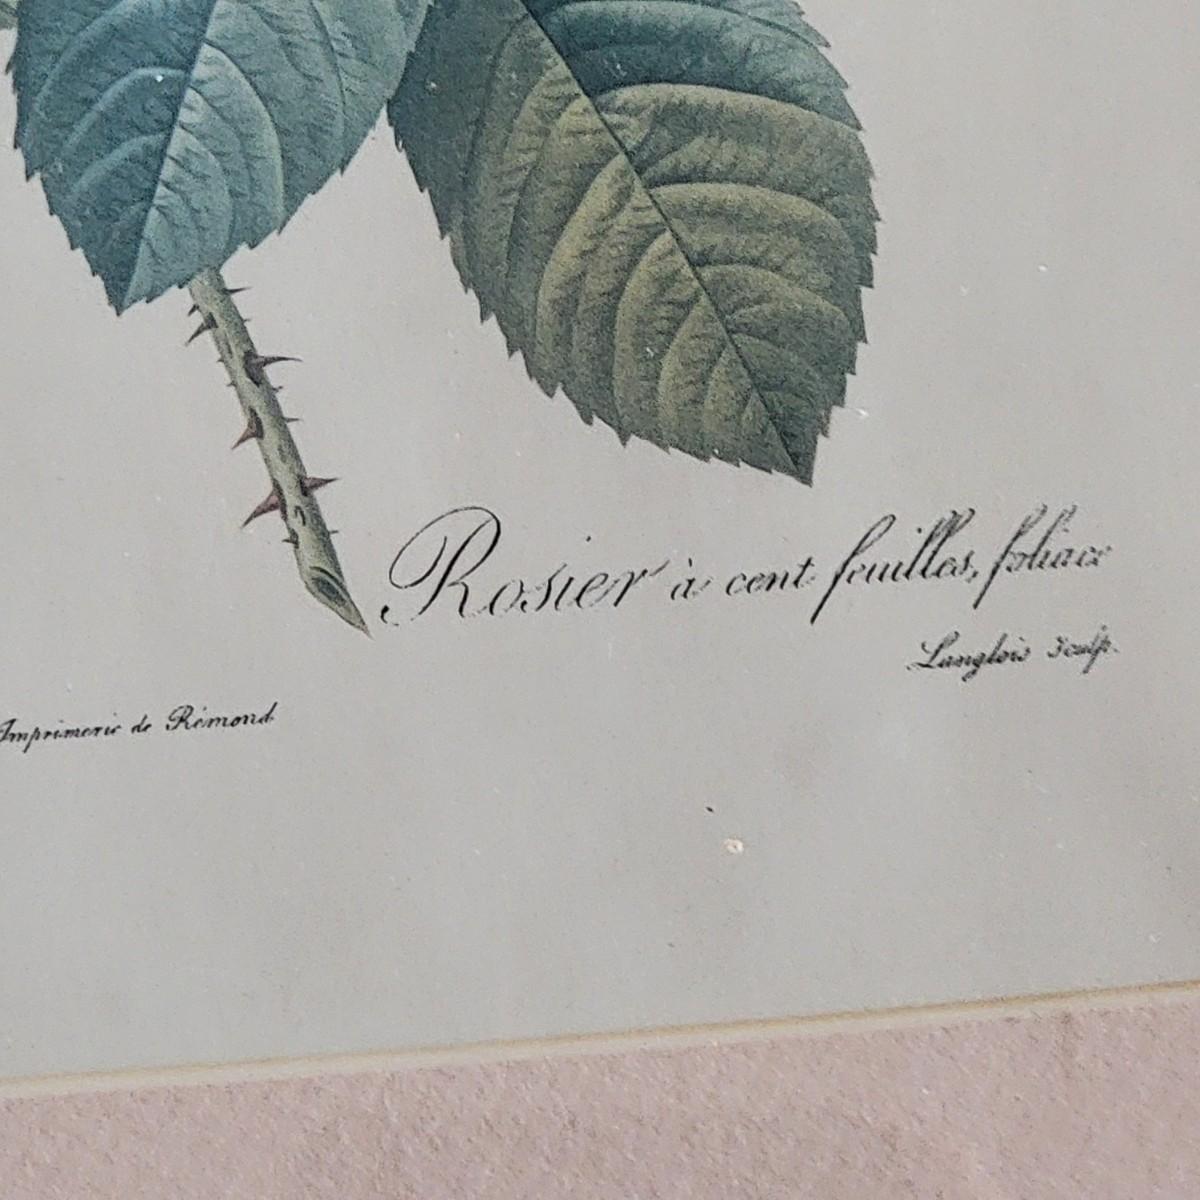 Rosier à cent feuilles, foliacé
Langlois Sculp.
Imprimerie de Rémond